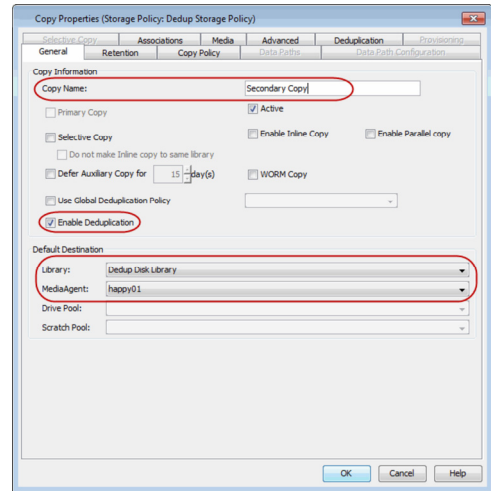 Copy Properties (Storage Policy: Dedup Storage Policy)
Selective Copy Associations Media Advanced Deduplication Provisioning
General Retention Copy Policy Data Paths Data Path Configuration
Copy Information
Copy Name: Secondary Copy
Primary Copy Active
Selective Copy Enable Inline Copy Enable Parallel copy
Do not make Inline copy to same library
Defer Auxiliary Copy for 15 day(s) WORM Copy
Use Global Deduplication Policy
Enable Deduplication
Default Destination
Library: Dedup Disk Library
MediaAgent: happy01
Drive Pool:
Scratch Pool:
OK Cancel Help